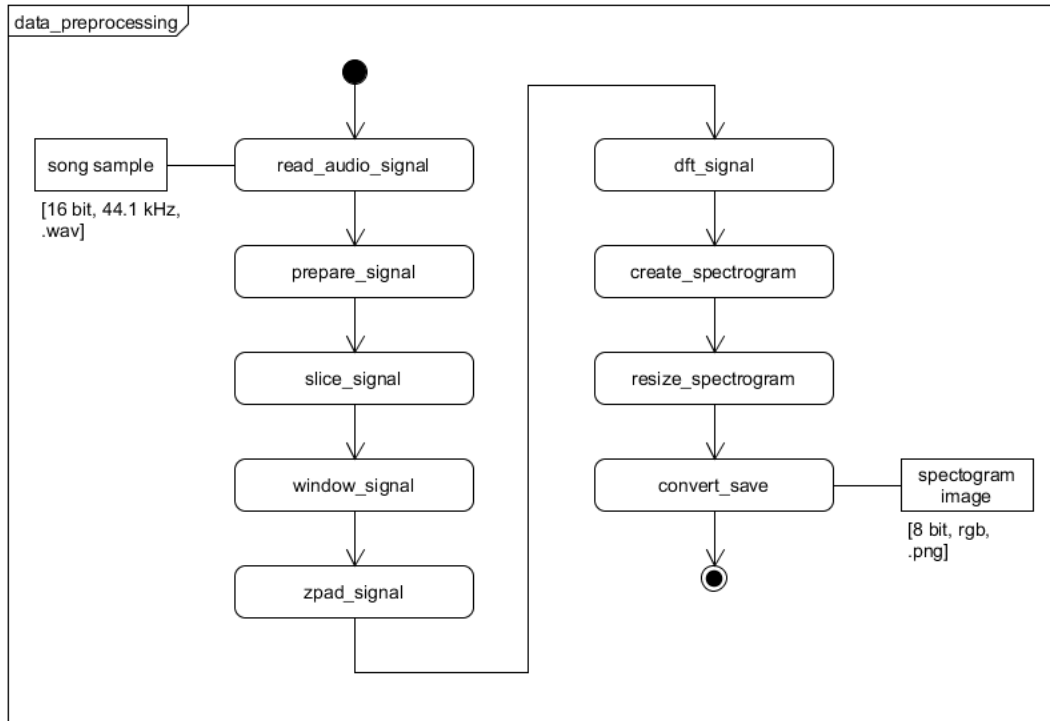 data_preprocessing
song sample
[16 bit, 44.1 kHz,
.wav]
read_audio_signal
prepare_signal
slice_signal
window_signal
zpad_signal
dft_signal
create_spectrogram
resize_spectrogram
convert_save
spectogram
image
[8 bit, rgb,
.png]